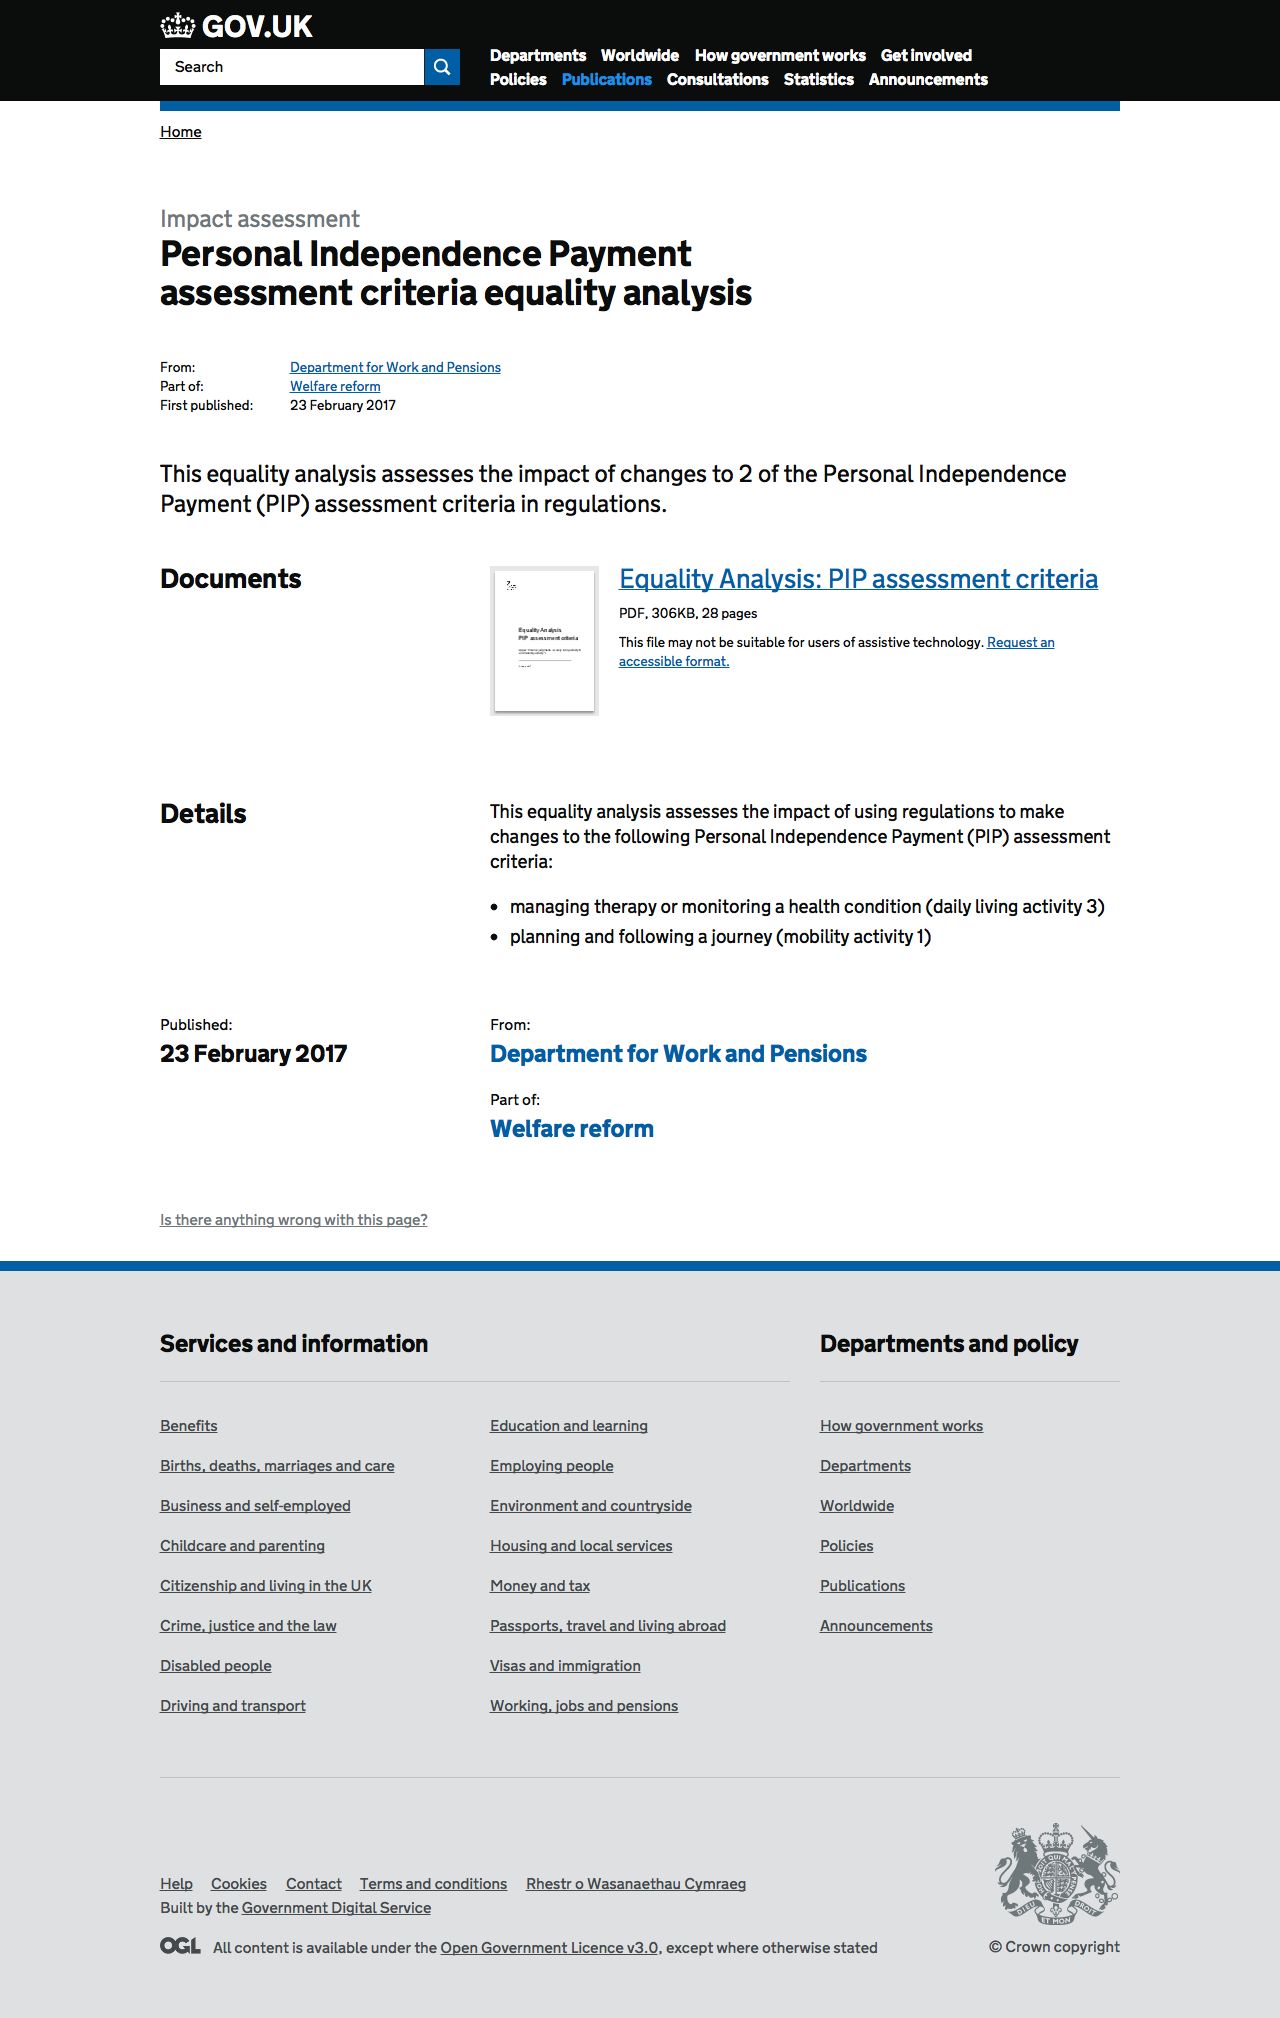 GOV.UK
Search
Departments Worldwide How government works Get involved
Policies Publications Consultations Statistics Announcements
Home
Impact assessment
Personal Independence Payment
assessment criteria equality analysis
From: Department for Work and Pensions
Part of: Welfare reform
First published: 23 February 2017
This equality analysis assesses the impact of changes to 2 of the Personal Independence
Payment (PIP) assessment criteria in regulations.
Documents
Equality Analysis
PIP assessment criteria
Equality Analysis: PIP assessment criteria
PDF, 306KB, 28 pages
This file may not be suitable for users of assistive technology. Request an
accessible format.
Details
This equality analysis assesses the impact of using regulations to make
changes to the following Personal Independence Payment (PIP) assessment
criteria:
• managing therapy or monitoring a health condition (daily living activity 3)
• planning and following a journey (mobility activity 1)
Published:
23 February 2017
From:
Department for Work and Pensions
Part of:
Welfare reform
Is there anything wrong with this page?
Services and information
Benefits
Births, deaths, marriages and care
Business and self-employed
Childcare and parenting
Citizenship and living in the UK
Crime, justice and the law
Disabled people
Driving and transport
Education and learning
Employing people
Environment and countryside
Housing and local services
Money and tax
Passports, travel and living abroad
Visas and immigration
Working, jobs and pensions
Departments and policy
How government works
Departments
Worldwide
Policies
Publications
Announcements
Help Cookies Contact Terms and conditions Rhestr o Wasanaethau Cymraeg
Built by the Government Digital Service
OGL All content is available under the Open Government Licence v3.0, except where otherwise stated
DIEU ET MON DROIT
© Crown copyright